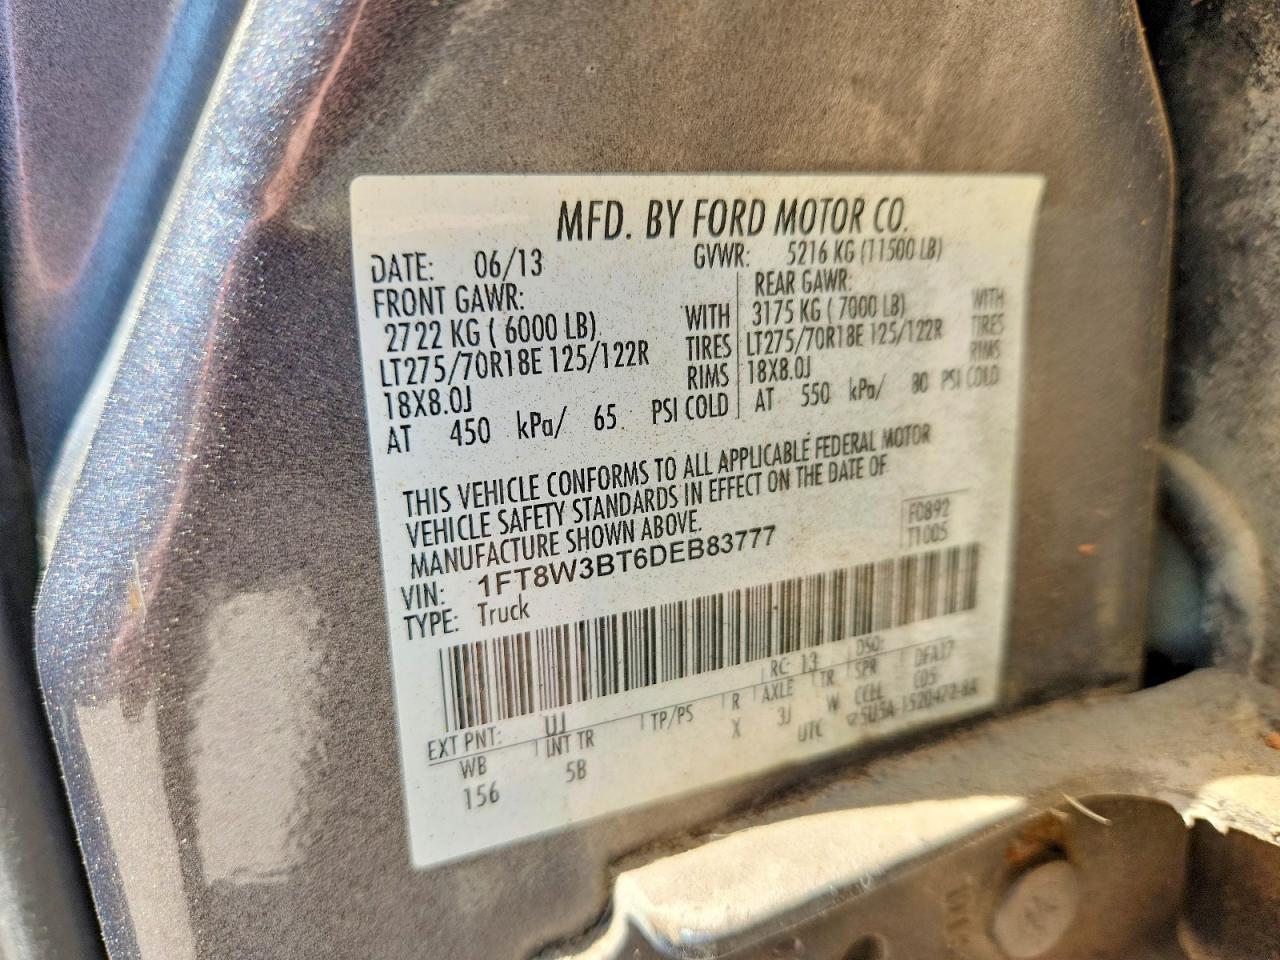 MFD. BY FORD MOTOR CO.
DATE: 06/13 GVWR: 5216 KG (11500 LB)
FRONT GAWR: REAR GAWR:
2722 KG ( 6000 LB) WITH 3175 KG ( 7000 LB) WITH
LT275/70R18E 125/122R TIRES LT275/70R18E 125/122R TIRES
18X8.0J RIMS 18X8.0J RIMS
AT 450 kPa/ 65 PSI COLD AT 550 kPa/ 80 PSI COLD
THIS VEHICLE CONFORMS TO ALL APPLICABLE FEDERAL MOTOR
VEHICLE SAFETY STANDARDS IN EFFECT ON THE DATE OF
MANUFACTURE SHOWN ABOVE.
VIN: 1FT8W3BT6DEB83777 F0892
TYPE: Truck T1005
EXT PNT: UJ RC: 13 DSO:
WB INT TR TP/PS R AXLE TR SPR DFA17
156 5B X 3J W CCLL C05
UTC